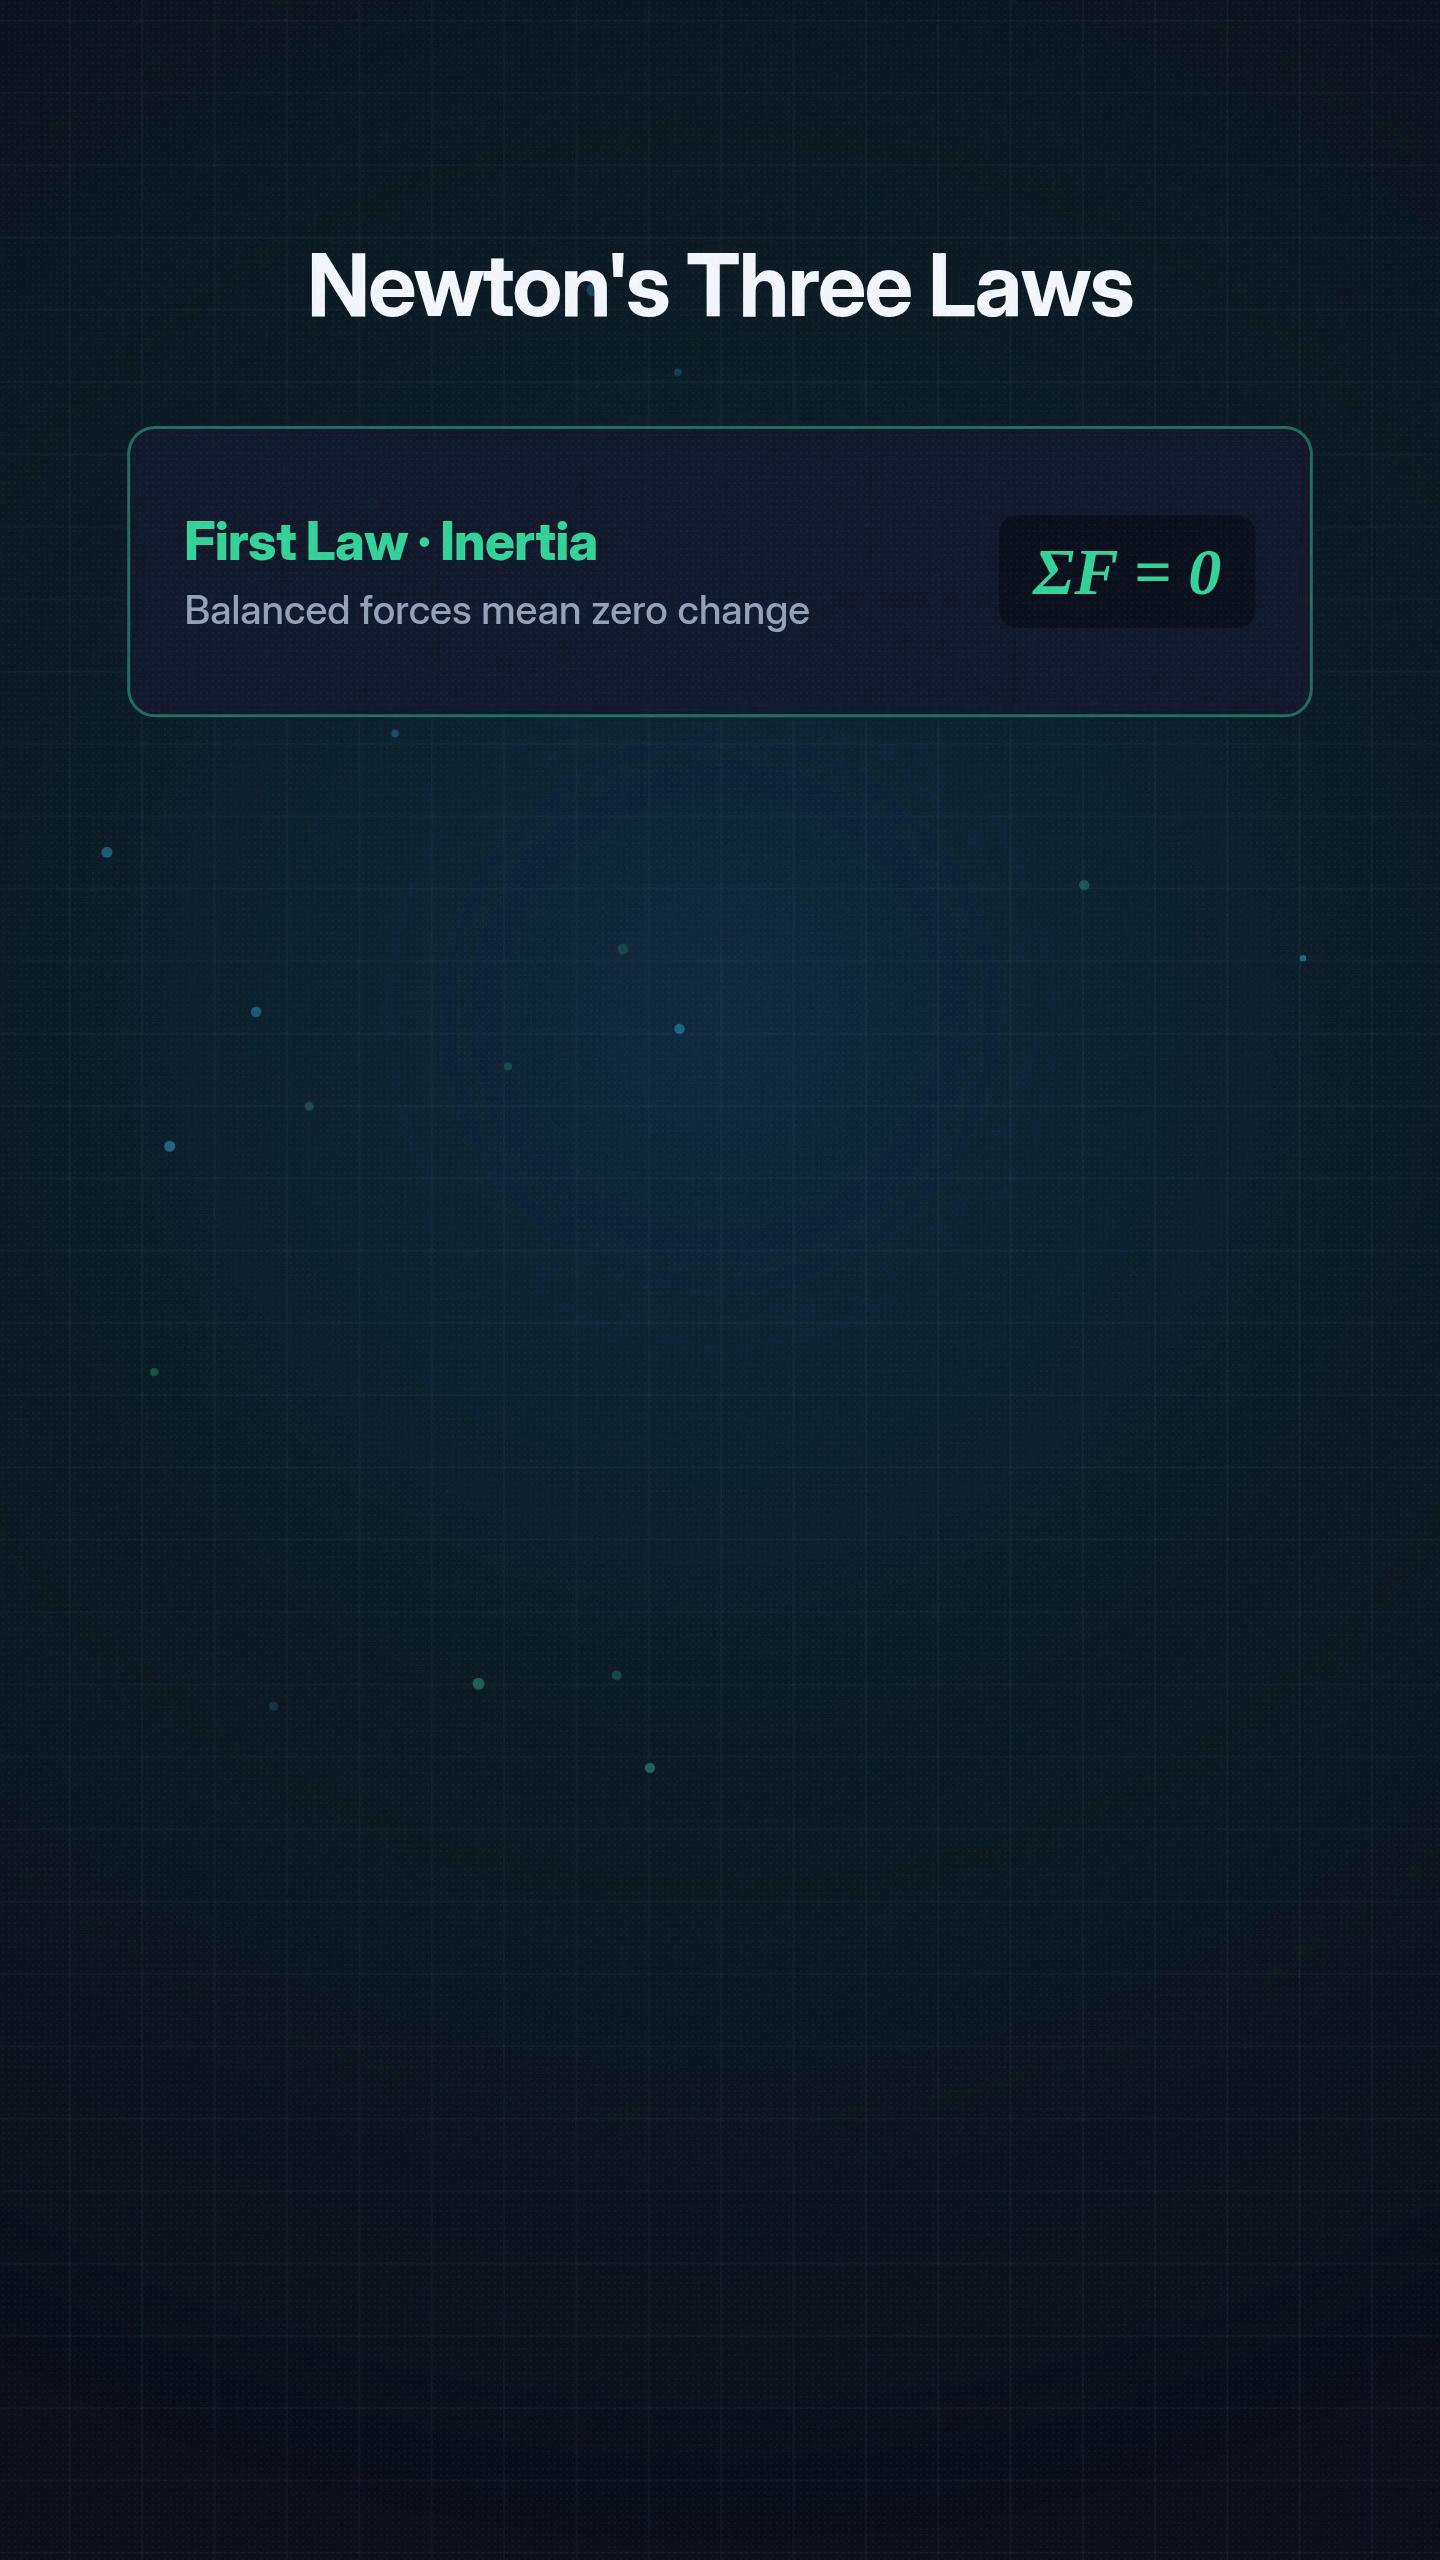 Newton's Three Laws
First Law · Inertia
Balanced forces mean zero change
ΣF = 0